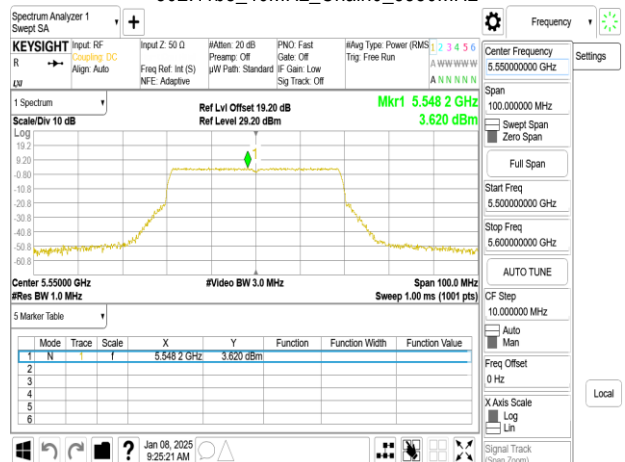 Spectrum Analyzer 1
Swept SA
+
Frequency
Settings
KEYSIGHT
R
LXI
Input: RF
Coupling: DC
Align: Auto
Input Z: 50 Ω
Freq Ref: Int (S)
NFE: Adaptive
#Atten: 20 dB
Preamp: Off
µW Path: Standard
PNO: Fast
Gate: Off
IF Gain: Low
Sig Track: Off
#Avg Type: Power (RMS
Trig: Free Run
1 2 3 4 5 6
A W W W W W
A N N N N N
1 Spectrum
Scale/Div 10 dB
Ref Lvl Offset 19.20 dB
Ref Level 29.20 dBm
Mkr1 5.548 2 GHz
3.620 dBm
Log
19.2
9.20
-0.80
-10.8
-20.8
-30.8
-40.8
-50.8
-60.8
1
Center 5.55000 GHz
#Res BW 1.0 MHz
#Video BW 3.0 MHz
Span 100.0 MHz
Sweep 1.00 ms (1001 pts)
5 Marker Table
Mode Trace Scale X Y Function Function Width Function Value
1 N 1 f 5.548 2 GHz 3.620 dBm
2
3
4
5
6
Center Frequency
5.550000000 GHz
Span
100.000000 MHz
Swept Span
Zero Span
Full Span
Start Freq
5.500000000 GHz
Stop Freq
5.600000000 GHz
AUTO TUNE
CF Step
10.000000 MHz
Auto
Man
Freq Offset
0 Hz
X Axis Scale
Log
Lin
Signal Track
(Span Zoom)
Local
?
Jan 08, 2025
9:25:21 AM